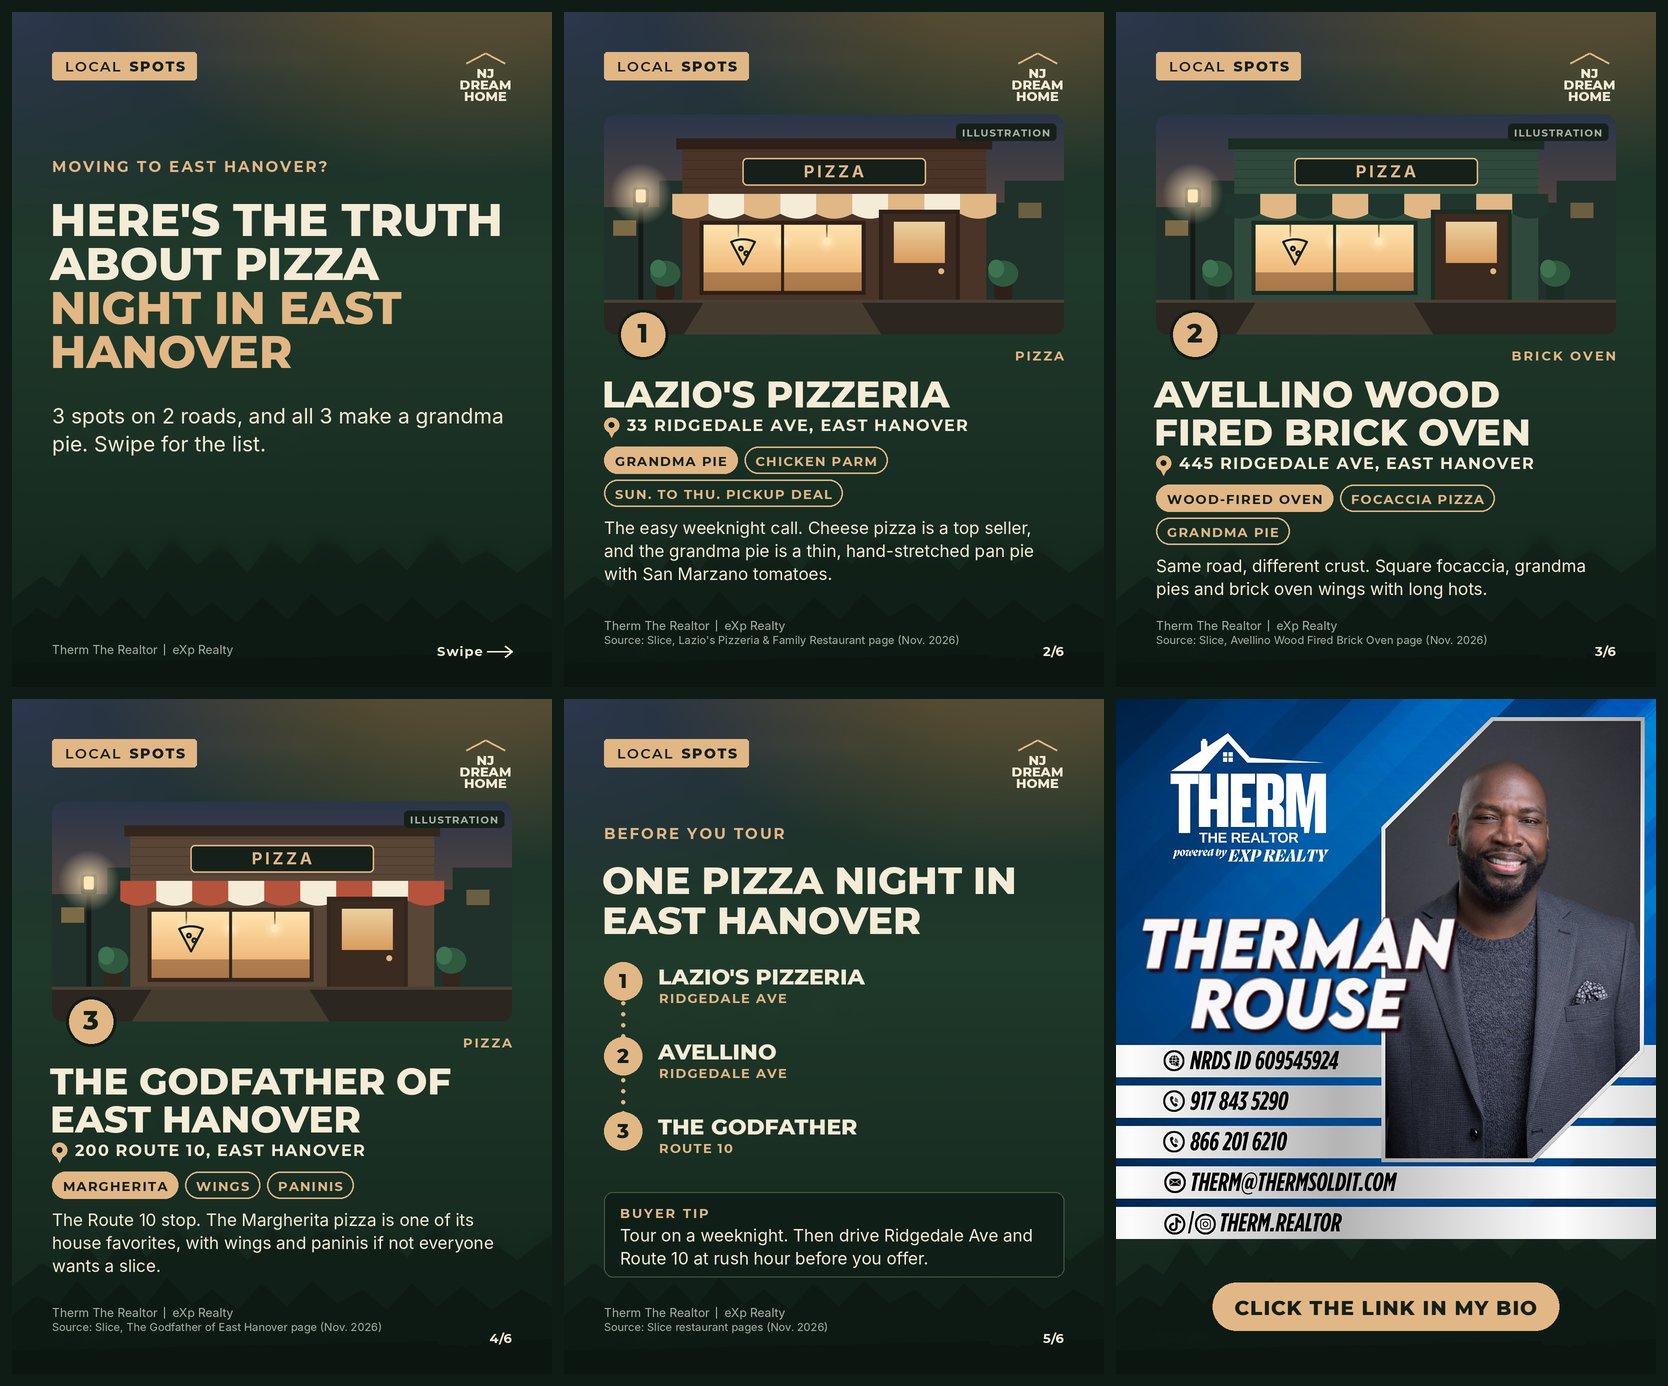 LOCAL SPOTS
NJ
DREAM
HOME
MOVING TO EAST HANOVER?
HERE'S THE TRUTH
ABOUT PIZZA
NIGHT IN EAST
HANOVER
3 spots on 2 roads, and all 3 make a grandma
pie. Swipe for the list.
Therm The Realtor | eXp Realty
Swipe
LOCAL SPOTS
NJ
DREAM
HOME
ILLUSTRATION
PIZZA
1
PIZZA
LAZIO'S PIZZERIA
33 RIDGEDALE AVE, EAST HANOVER
GRANDMA PIE
CHICKEN PARM
SUN. TO THU. PICKUP DEAL
The easy weeknight call. Cheese pizza is a top seller,
and the grandma pie is a thin, hand-stretched pan pie
with San Marzano tomatoes.
Therm The Realtor | eXp Realty
Source: Slice, Lazio's Pizzeria & Family Restaurant page (Nov. 2026)
2/6
LOCAL SPOTS
NJ
DREAM
HOME
ILLUSTRATION
PIZZA
2
BRICK OVEN
AVELLINO WOOD
FIRED BRICK OVEN
445 RIDGEDALE AVE, EAST HANOVER
WOOD-FIRED OVEN
FOCACCIA PIZZA
GRANDMA PIE
Same road, different crust. Square focaccia, grandma
pies and brick oven wings with long hots.
Therm The Realtor | eXp Realty
Source: Slice, Avellino Wood Fired Brick Oven page (Nov. 2026)
3/6
LOCAL SPOTS
NJ
DREAM
HOME
ILLUSTRATION
PIZZA
3
PIZZA
THE GODFATHER OF
EAST HANOVER
200 ROUTE 10, EAST HANOVER
MARGHERITA
WINGS
PANINIS
The Route 10 stop. The Margherita pizza is one of its
house favorites, with wings and paninis if not everyone
wants a slice.
Therm The Realtor | eXp Realty
Source: Slice, The Godfather of East Hanover page (Nov. 2026)
4/6
LOCAL SPOTS
NJ
DREAM
HOME
BEFORE YOU TOUR
ONE PIZZA NIGHT IN
EAST HANOVER
1
LAZIO'S PIZZERIA
RIDGEDALE AVE
2
AVELLINO
RIDGEDALE AVE
3
THE GODFATHER
ROUTE 10
BUYER TIP
Tour on a weeknight. Then drive Ridgedale Ave and
Route 10 at rush hour before you offer.
Therm The Realtor | eXp Realty
Source: Slice restaurant pages (Nov. 2026)
5/6
THERM
THE REALTOR
powered by EXP REALTY
THERMAN
ROUSE
NRDS ID 609545924
917 843 5290
866 201 6210
THERM@THERMSOLDIT.COM
/ THERM.REALTOR
CLICK THE LINK IN MY BIO